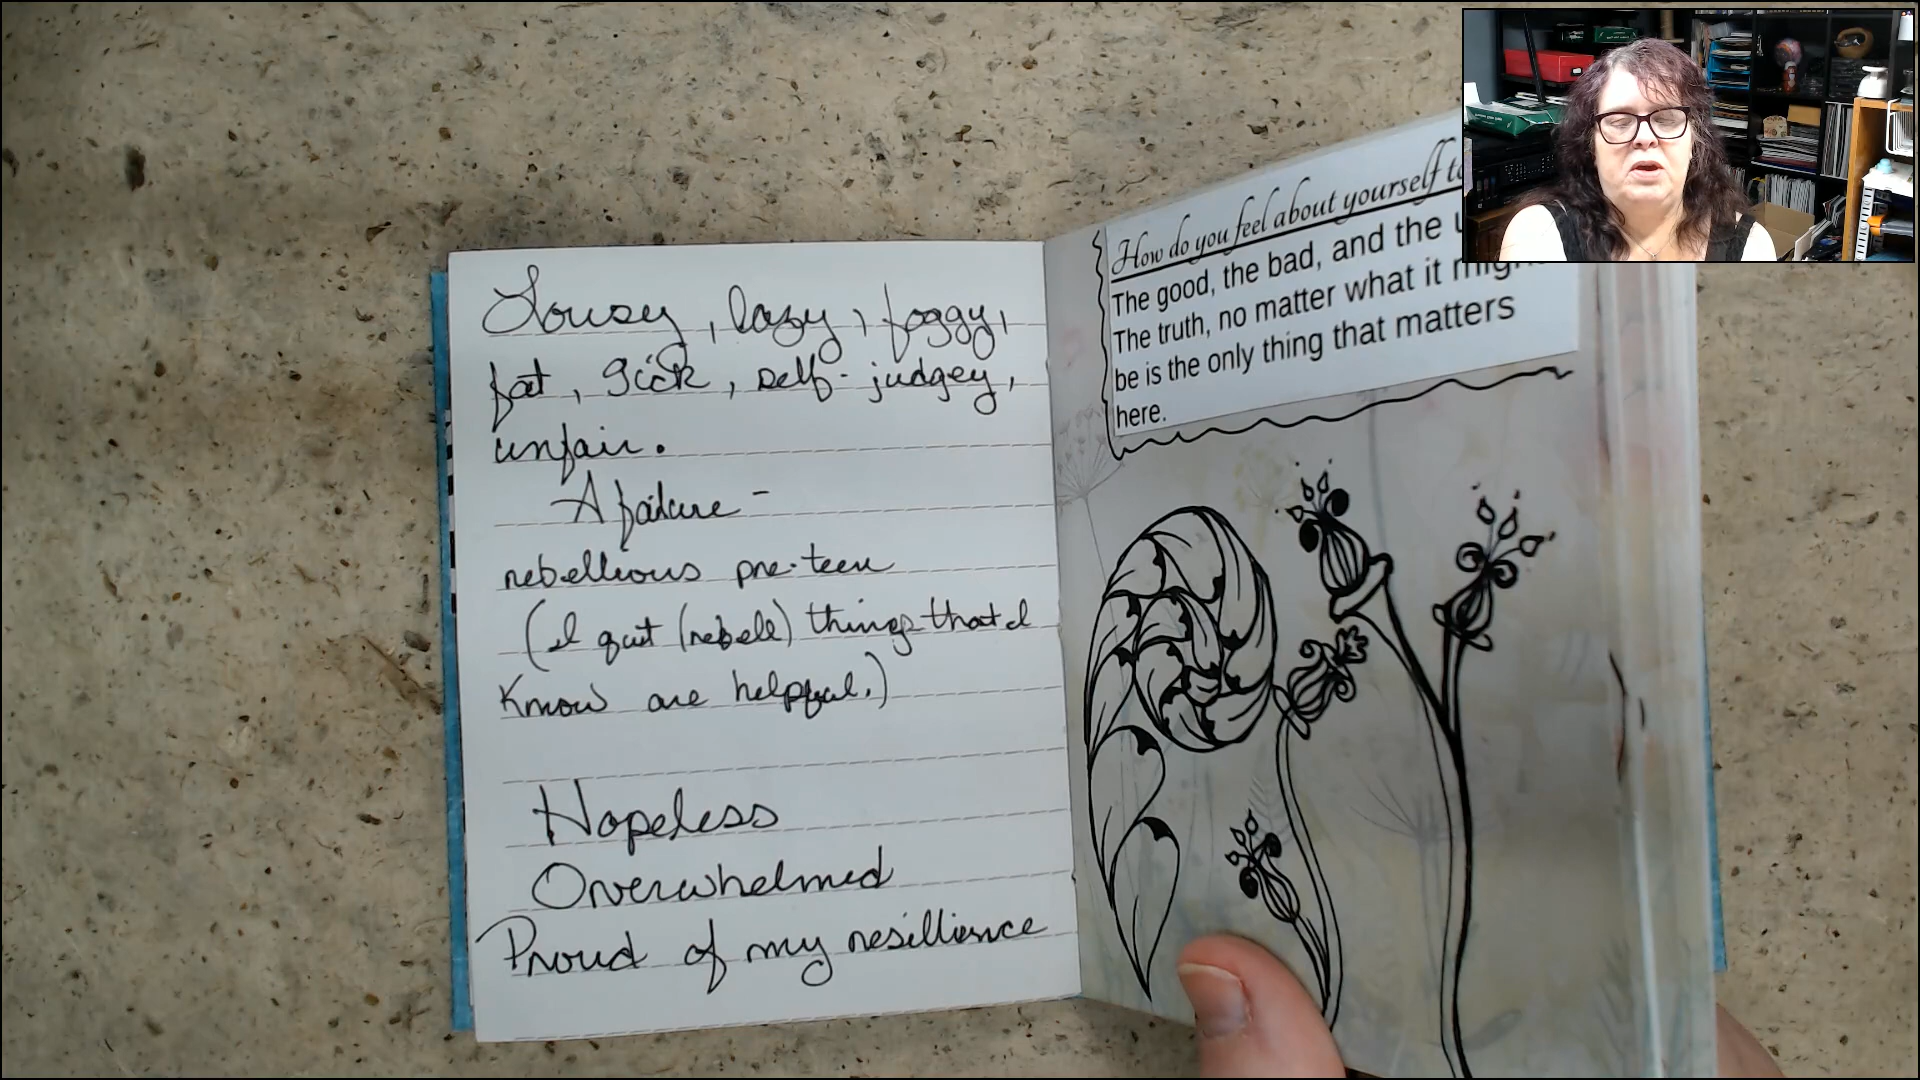 Lousy, lazy, foggy,
fat, sick, self-judgey,
unfair.
A failure -
rebellious pre-teen
(I quit (rebell) things that I
know are helpful.)
Hopeless
Overwhelmed
Proud of my resillience
How do you feel about yourself
The good, the bad, and the
The truth, no matter what it
be is the only thing that matters
here.